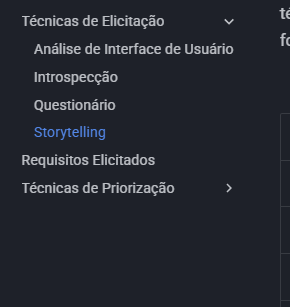 Técnicas de Elicitação
Análise de Interface de Usuário
Introspecção
Questionário
Storytelling
Requisitos Elicitados
Técnicas de Priorização